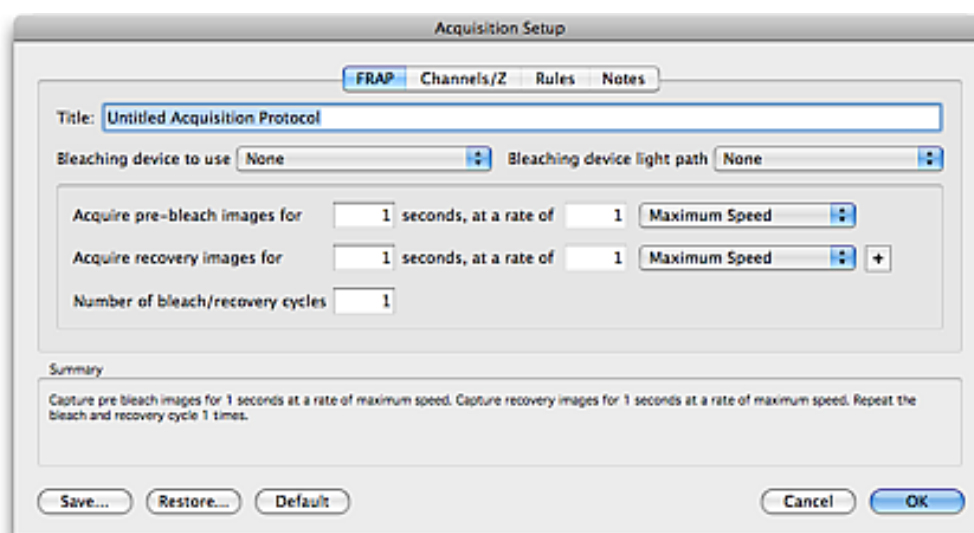 Acquisition Setup
FRAP Channels/Z Rules Notes
Title: Untitled Acquisition Protocol
Bleaching device to use None Bleaching device light path None
Acquire pre-bleach images for 1 seconds, at a rate of 1 Maximum Speed
Acquire recovery images for 1 seconds, at a rate of 1 Maximum Speed +
Number of bleach/recovery cycles 1
Summary
Capture pre bleach images for 1 seconds at a rate of maximum speed. Capture recovery images for 1 seconds at a rate of maximum speed. Repeat the
bleach and recovery cycle 1 times.
Save... Restore... Default Cancel OK